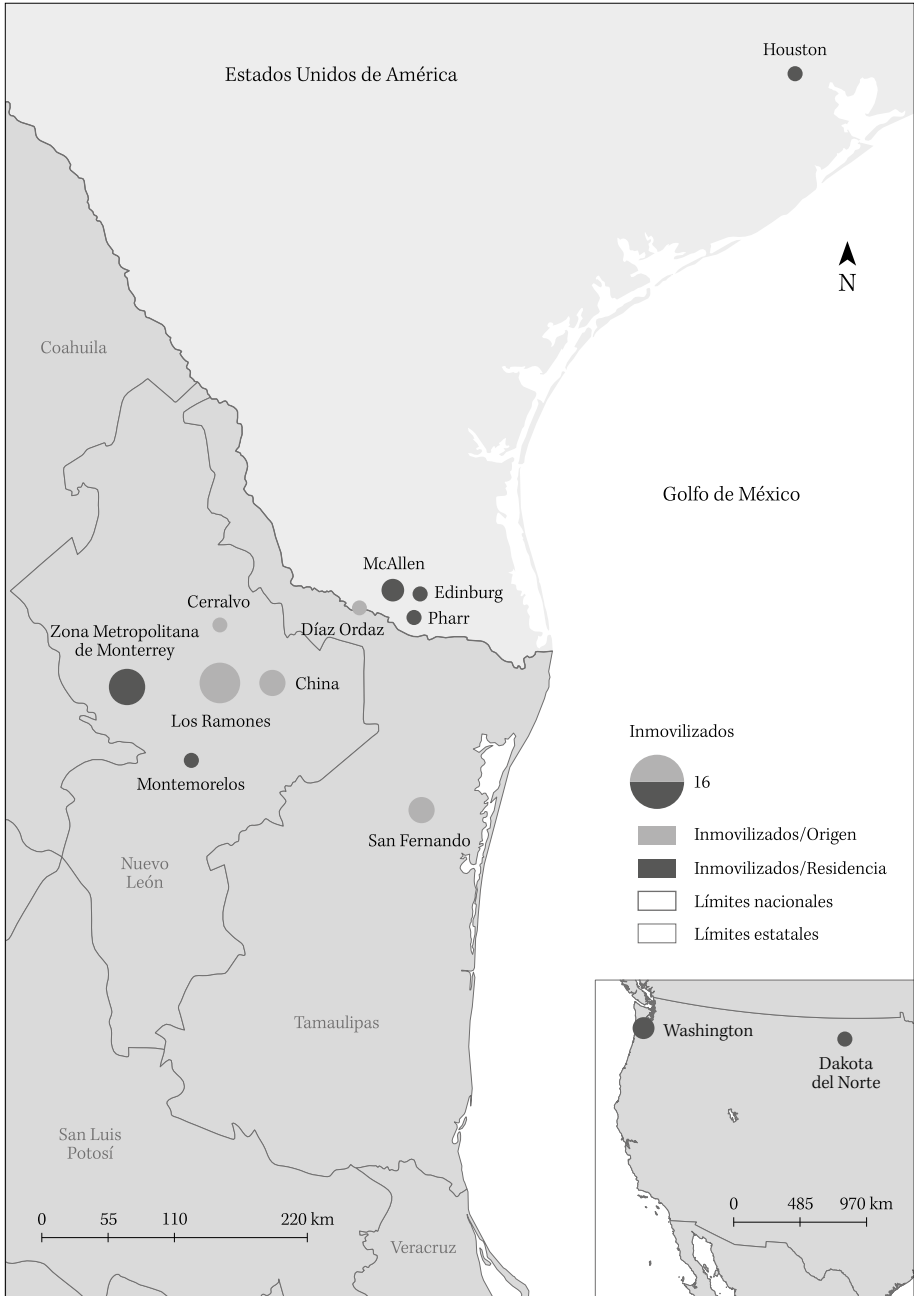 Houston
Estados Unidos de América
N
Coahuila
Golfo de México
McAllen
Edinburg
Cerralvo
Díaz Ordaz
Pharr
Zona Metropolitana
de Monterrey
China
Los Ramones
Inmovilizados
16
Montemorelos
San Fernando
Inmovilizados/Origen
Nuevo
León
Inmovilizados/Residencia
Límites nacionales
Límites estatales
Tamaulipas
Washington
Dakota
del Norte
San Luis
Potosí
0 485 970 km
0 55 110 220 km
Veracruz